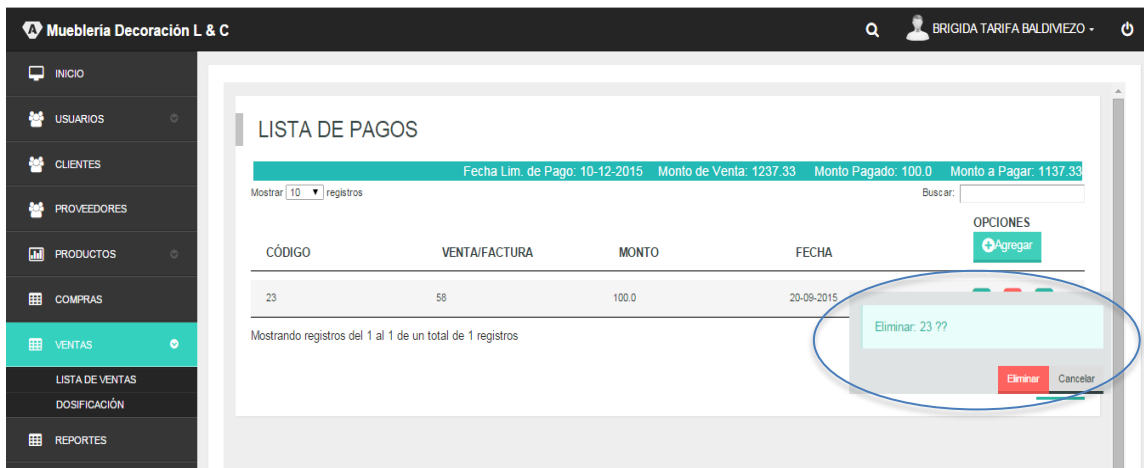 Mueblería Decoración L & C
BRIGIDA TARIFA BALDIVIEZO
INICIO
USUARIOS
CLIENTES
PROVEEDORES
PRODUCTOS
COMPRAS
VENTAS
LISTA DE VENTAS
DOSIFICACIÓN
REPORTES
LISTA DE PAGOS
Fecha Lim. de Pago: 10-12-2015 Monto de Venta: 1237.33 Monto Pagado: 100.0 Monto a Pagar: 1137.33
Mostrar 10 registros Buscar:
CÓDIGO VENTA/FACTURA MONTO FECHA OPCIONES
Agregar
23 58 100.0 20-09-2015
Mostrando registros del 1 al 1 de un total de 1 registros
Eliminar: 23 ??
Eliminar Cancelar